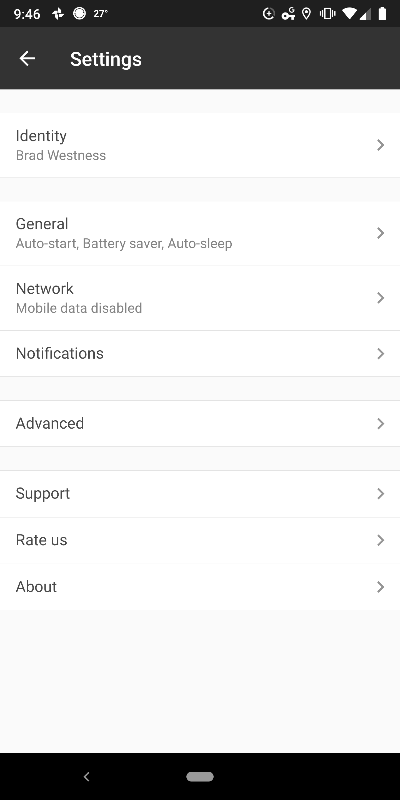 9:46 27°
G
Settings
Identity
Brad Westness
General
Auto-start, Battery saver, Auto-sleep
Network
Mobile data disabled
Notifications
Advanced
Support
Rate us
About